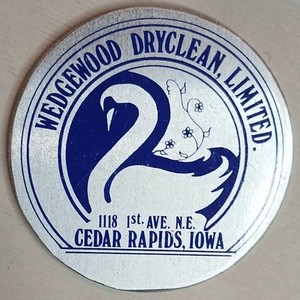 WEDGEWOOD DRYCLEAN, LIMITED.
1118 1st. AVE. N.E.
CEDAR RAPIDS, IOWA